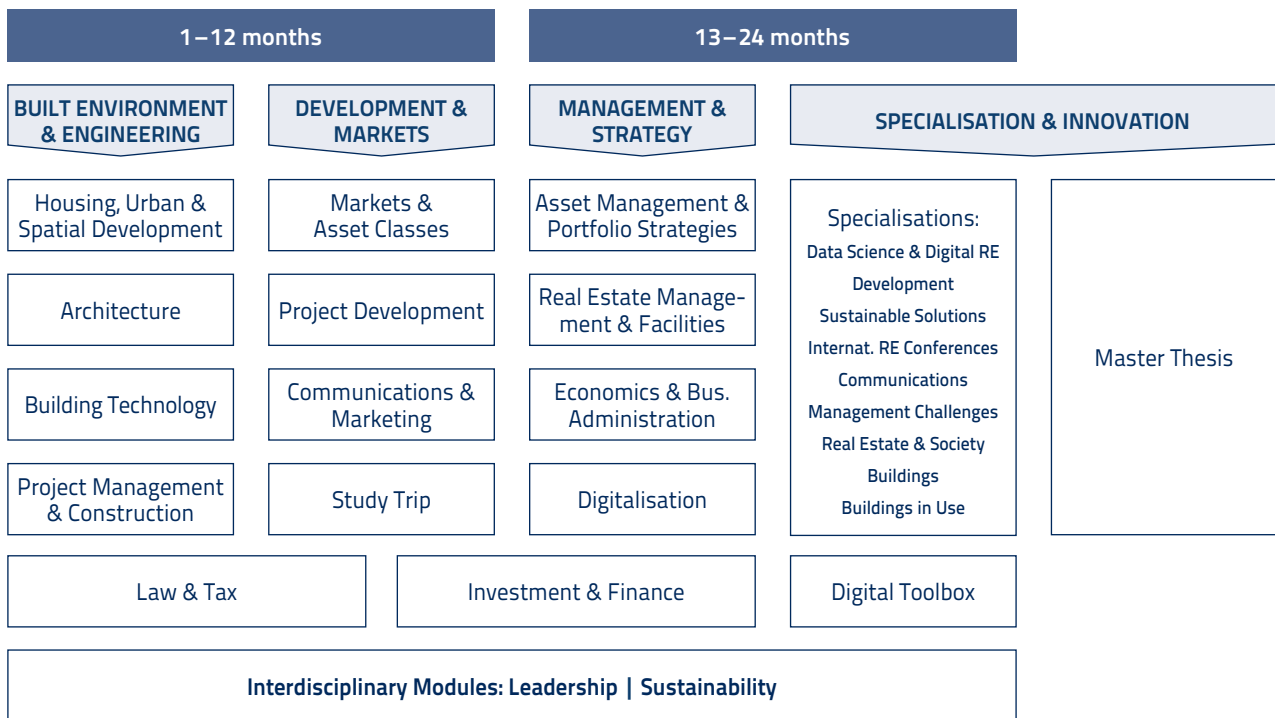 1–12 months
13–24 months
BUILT ENVIRONMENT
& ENGINEERING
DEVELOPMENT &
MARKETS
MANAGEMENT &
STRATEGY
SPECIALISATION & INNOVATION
Housing, Urban &
Spatial Development
Architecture
Building Technology
Project Management
& Construction
Markets &
Asset Classes
Project Development
Communications &
Marketing
Study Trip
Asset Management &
Portfolio Strategies
Real Estate Manage-
ment & Facilities
Economics & Bus.
Administration
Digitalisation
Specialisations:
Data Science & Digital RE
Development
Sustainable Solutions
Internat. RE Conferences
Communications
Management Challenges
Real Estate & Society
Buildings
Buildings in Use
Master Thesis
Law & Tax
Investment & Finance
Digital Toolbox
Interdisciplinary Modules: Leadership | Sustainability